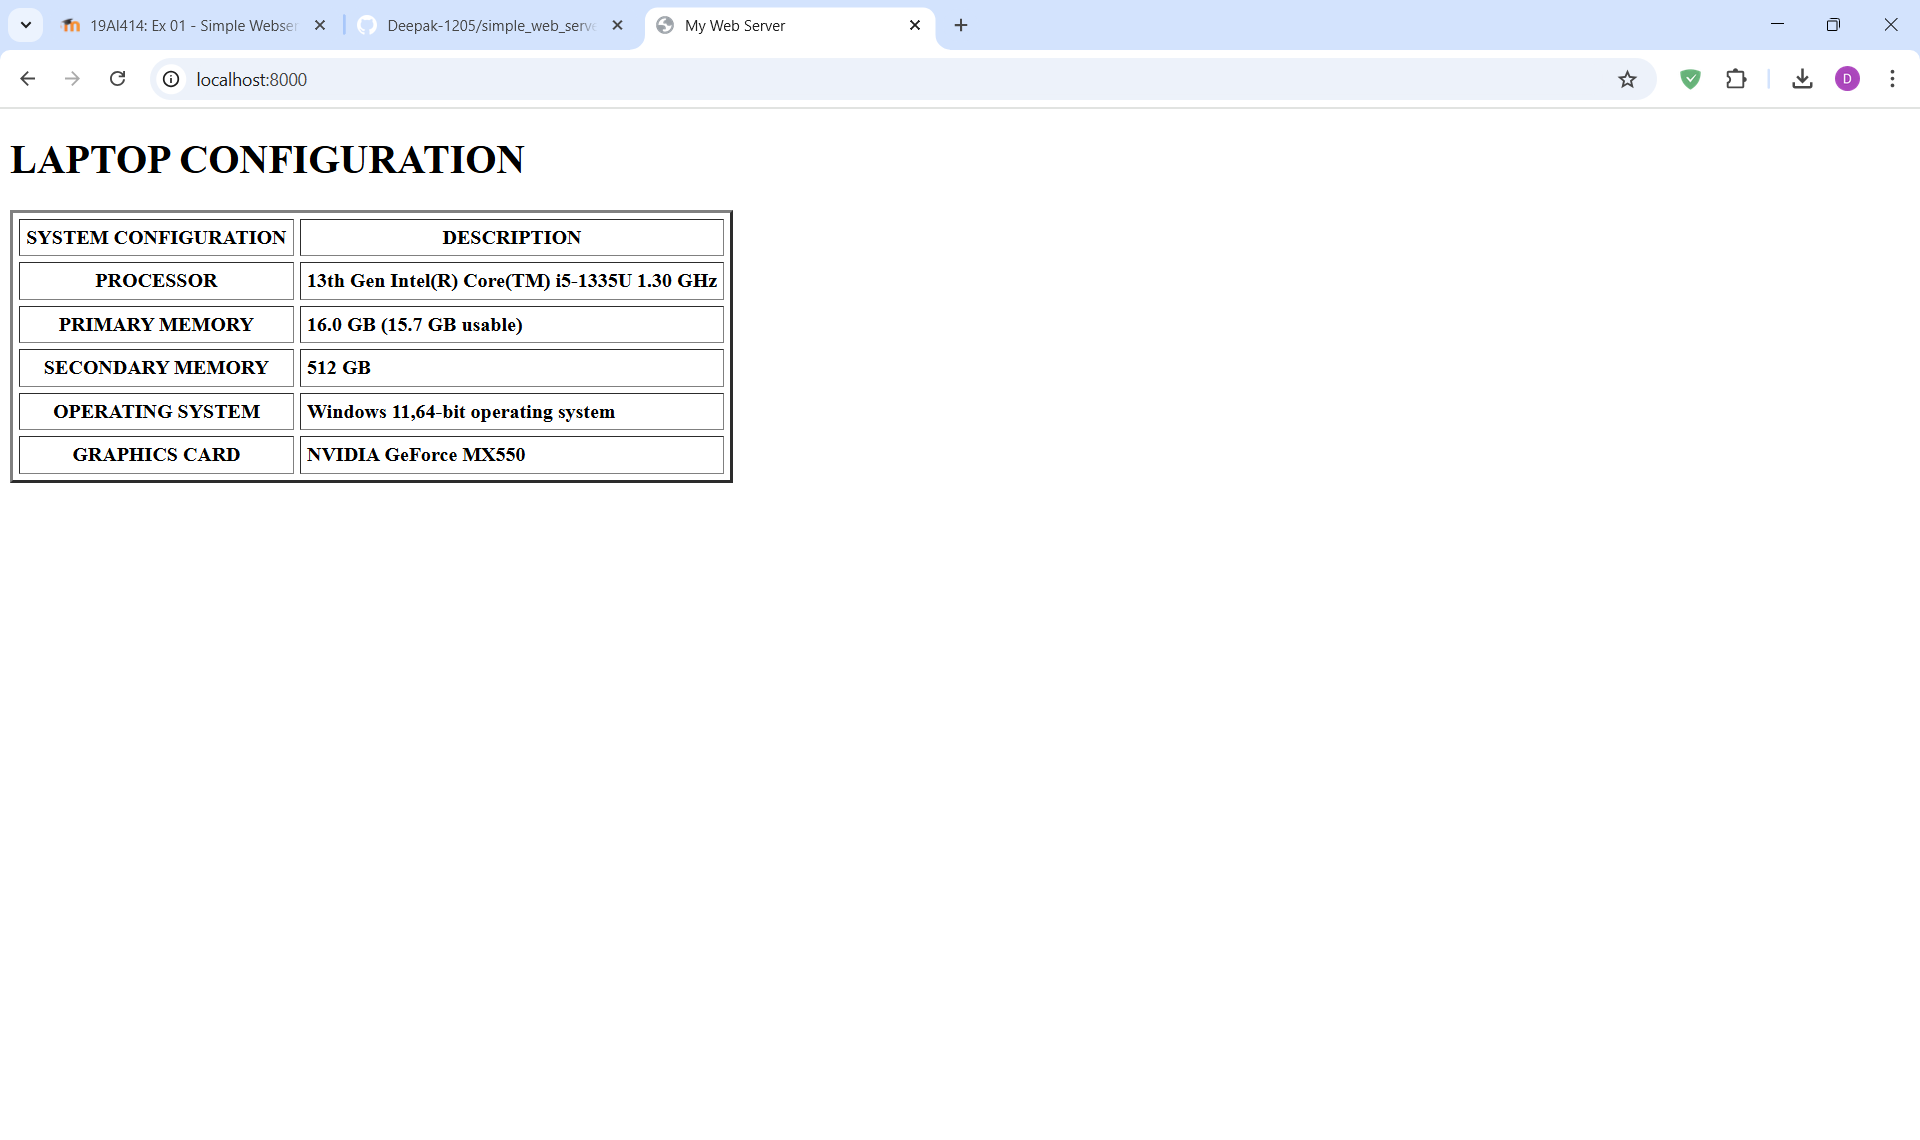 19AI414: Ex 01 - Simple Webser
Deepak-1205/simple_web_serve
My Web Server
localhost:8000
D
LAPTOP CONFIGURATION
SYSTEM CONFIGURATION DESCRIPTION
PROCESSOR 13th Gen Intel(R) Core(TM) i5-1335U 1.30 GHz
PRIMARY MEMORY 16.0 GB (15.7 GB usable)
SECONDARY MEMORY 512 GB
OPERATING SYSTEM Windows 11,64-bit operating system
GRAPHICS CARD NVIDIA GeForce MX550